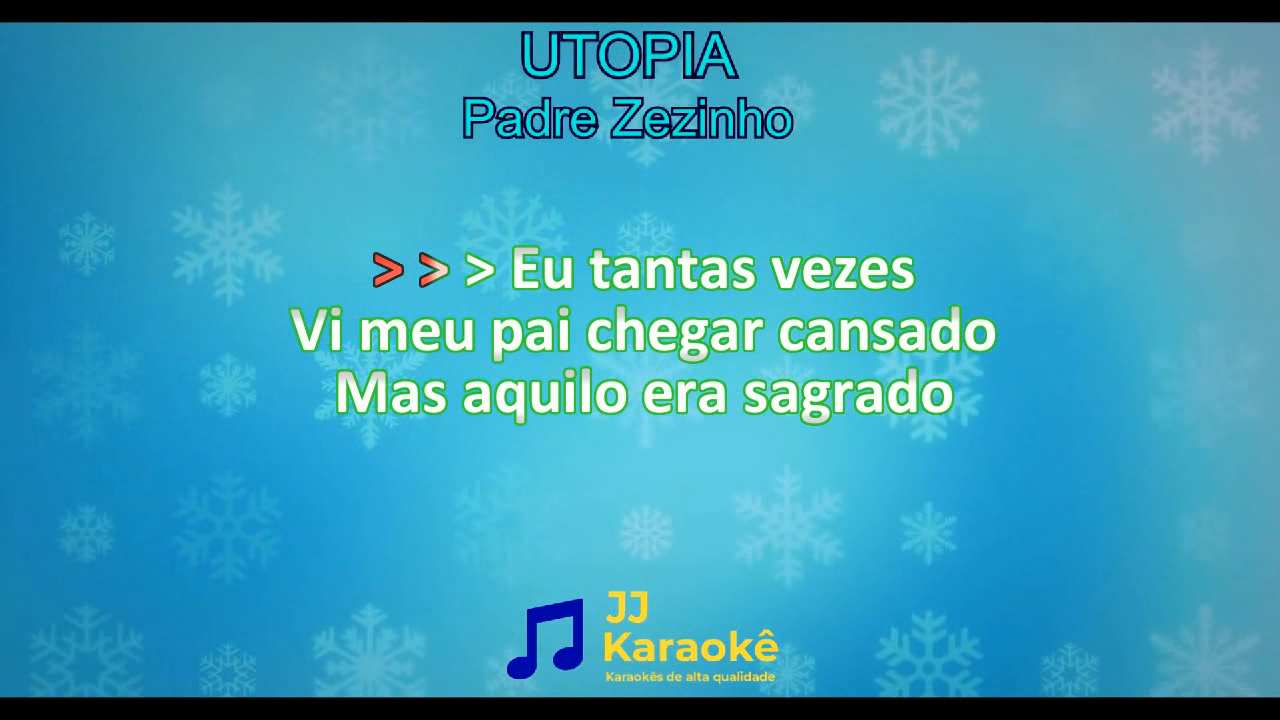 UTOPIA
Padre Zezinho
> > > Eu tantas vezes
Vi meu pai chegar cansado
Mas aquilo era sagrado
JJ
Karaokê
Karaokês de alta qualidade